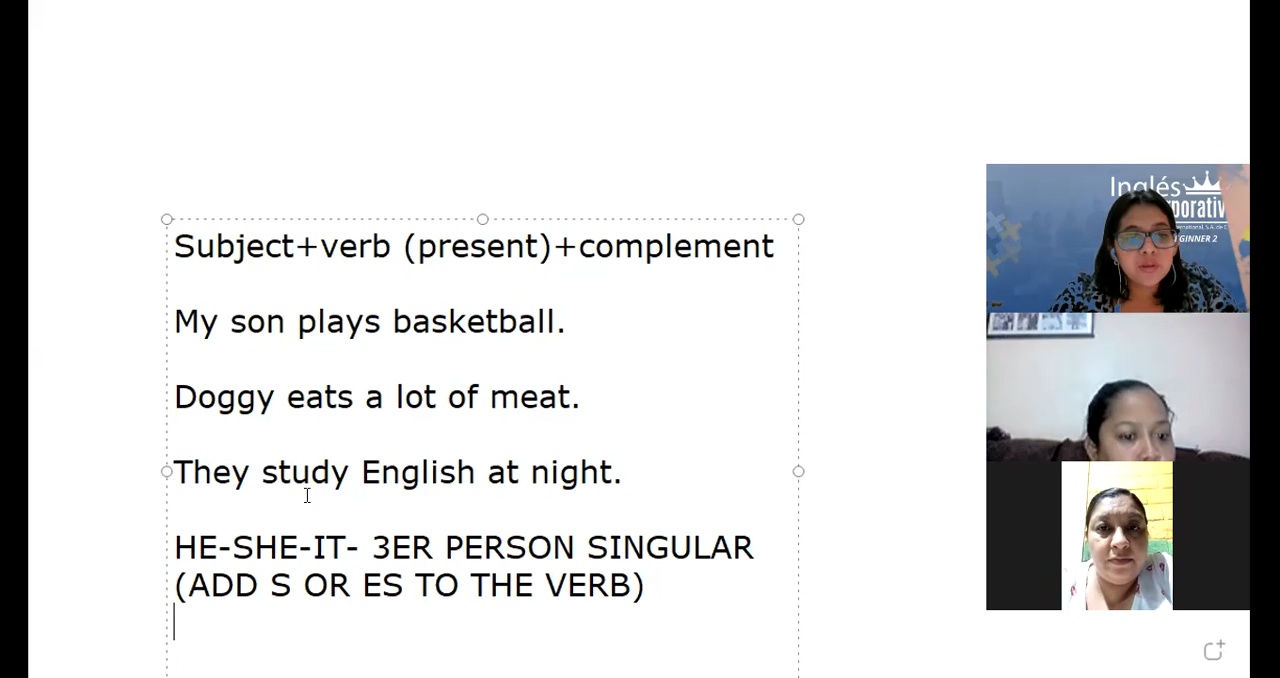 Subject+verb (present)+complement
My son plays basketball.
Doggy eats a lot of meat.
They study English at night.
HE-SHE-IT- 3ER PERSON SINGULAR
(ADD S OR ES TO THE VERB)
Inglés